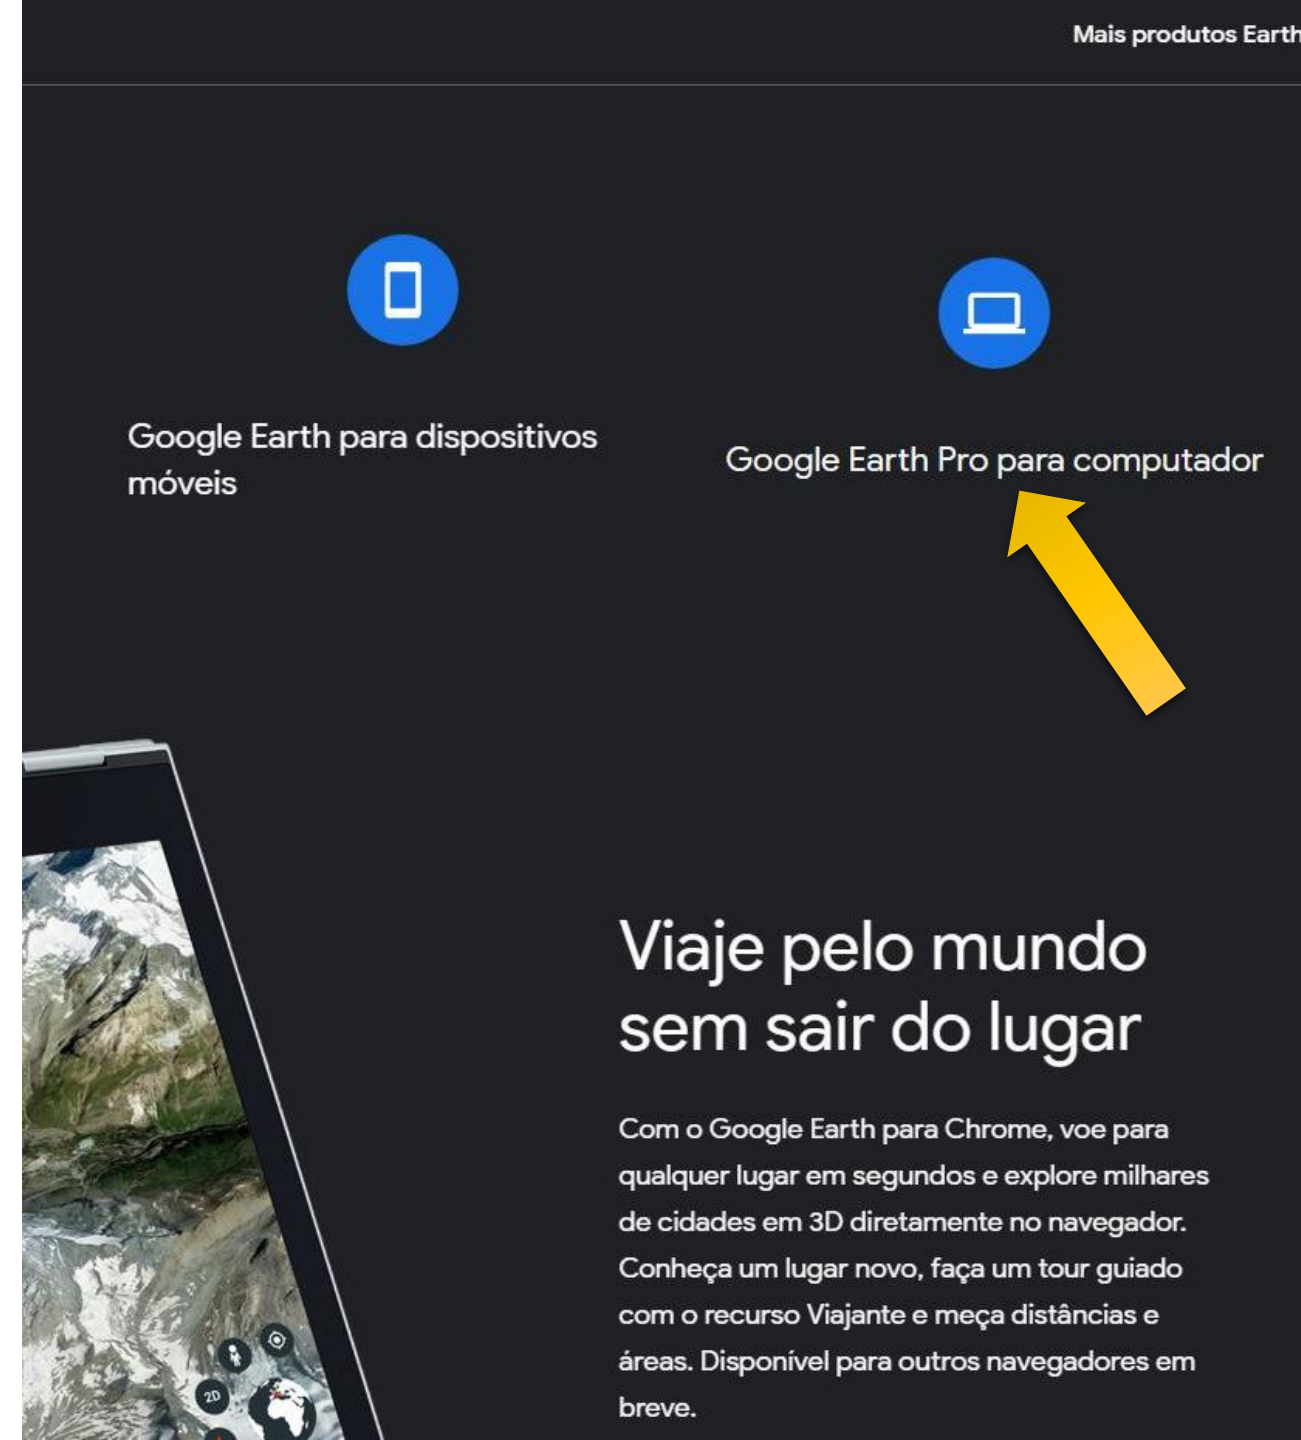 Mais produtos Earth
Google Earth para dispositivos
móveis
Google Earth Pro para computador
Viaje pelo mundo
sem sair do lugar
Com o Google Earth para Chrome, voe para
qualquer lugar em segundos e explore milhares
de cidades em 3D diretamente no navegador.
Conheça um lugar novo, faça um tour guiado
com o recurso Viajante e meça distâncias e
áreas. Disponível para outros navegadores em
breve.
2D